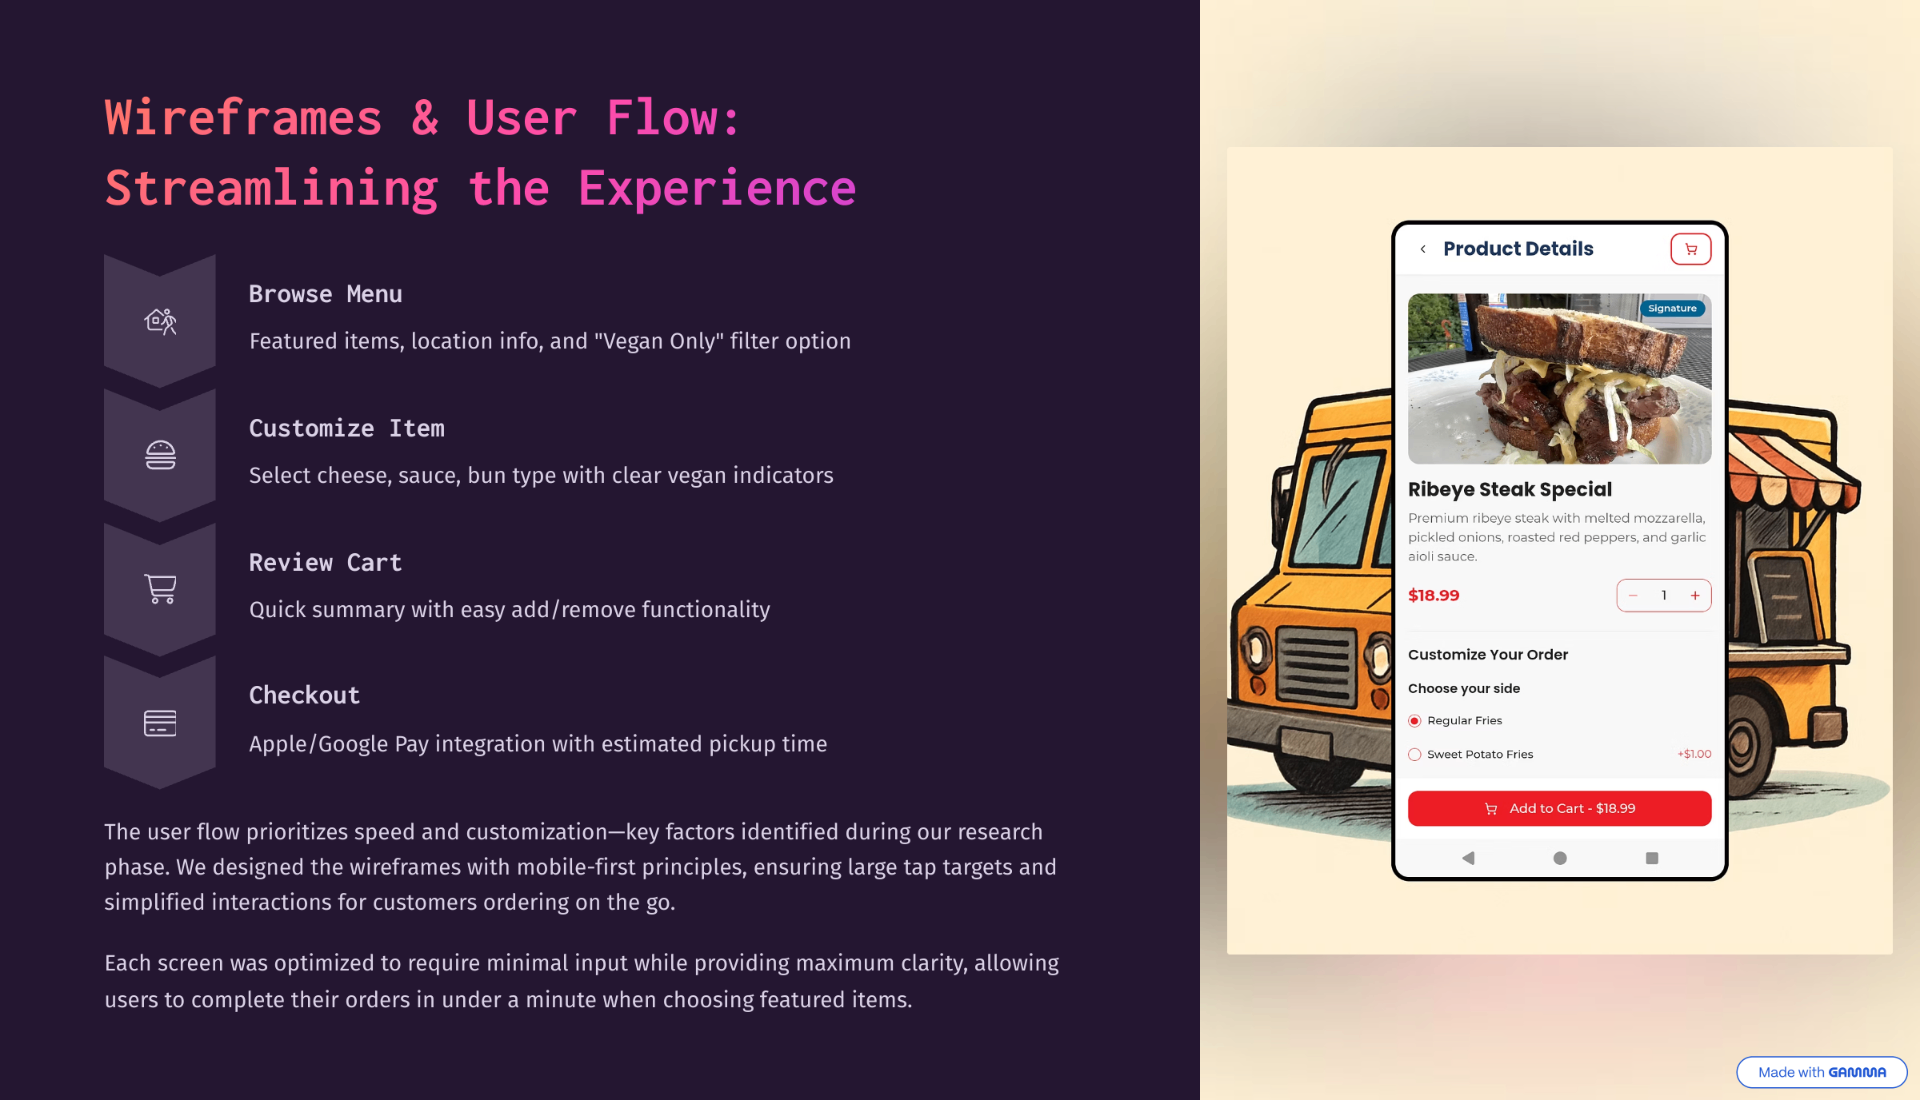 Wireframes & User Flow:
Streamlining the Experience
Browse Menu
Featured items, location info, and "Vegan Only" filter option
Customize Item
Select cheese, sauce, bun type with clear vegan indicators
Review Cart
Quick summary with easy add/remove functionality
Checkout
Apple/Google Pay integration with estimated pickup time
The user flow prioritizes speed and customization—key factors identified during our research
phase. We designed the wireframes with mobile-first principles, ensuring large tap targets and
simplified interactions for customers ordering on the go.
Each screen was optimized to require minimal input while providing maximum clarity, allowing
users to complete their orders in under a minute when choosing featured items.
Product Details
Signature
Ribeye Steak Special
Premium ribeye steak with melted mozzarella,
pickled onions, roasted red peppers, and garlic
aioli sauce.
$18.99
− 1 +
Customize Your Order
Choose your side
Regular Fries
Sweet Potato Fries +$1.00
Add to Cart - $18.99
Made with GAMMA